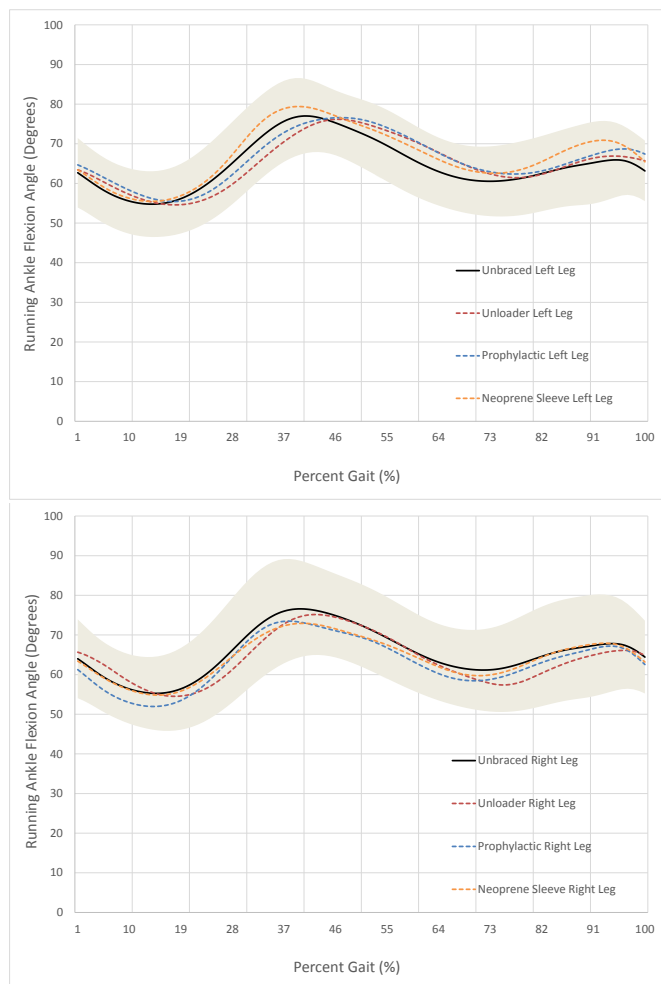 100
90
80
70
60
50
40
30
20
10
0
Running Ankle Flexion Angle (Degrees)
Unbraced Left Leg
Unloader Left Leg
Prophylactic Left Leg
Neoprene Sleeve Left Leg
1 10 19 28 37 46 55 64 73 82 91 100
Percent Gait (%)
100
90
80
70
60
50
40
30
20
10
0
Running Ankle Flexion Angle (Degrees)
Unbraced Right Leg
Unloader Right Leg
Prophylactic Right Leg
Neoprene Sleeve Right Leg
1 10 19 28 37 46 55 64 73 82 91 100
Percent Gait (%)